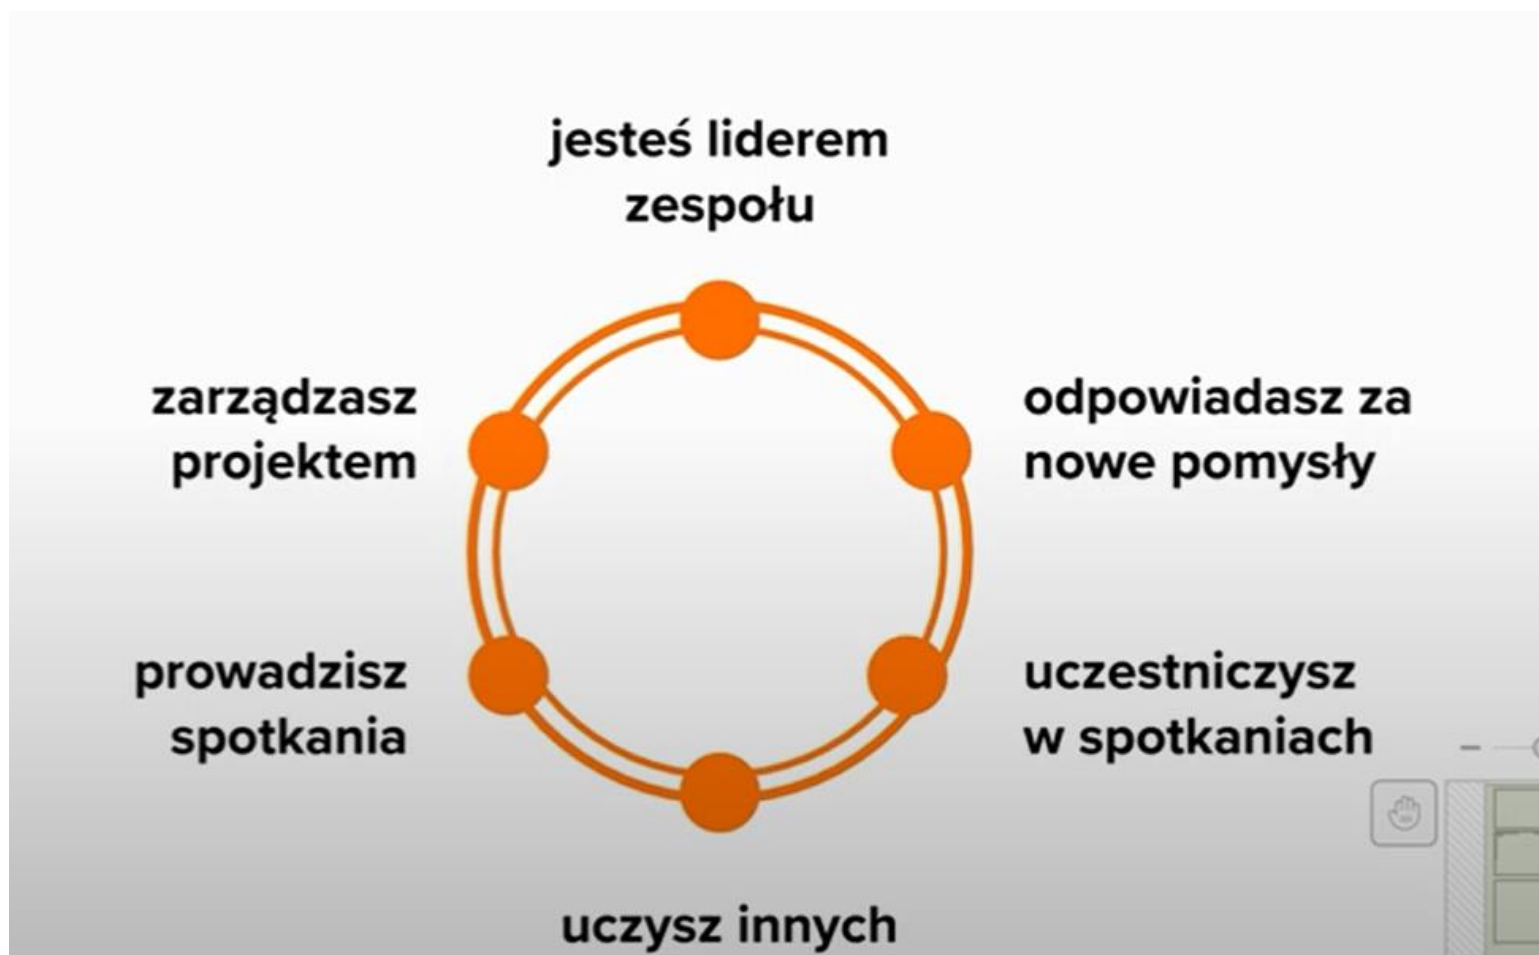 jesteś liderem
zespołu
zarządzasz
projektem
odpowiadasz za
nowe pomysły
prowadzisz
spotkania
uczestniczysz
w spotkaniach
uczysz innych